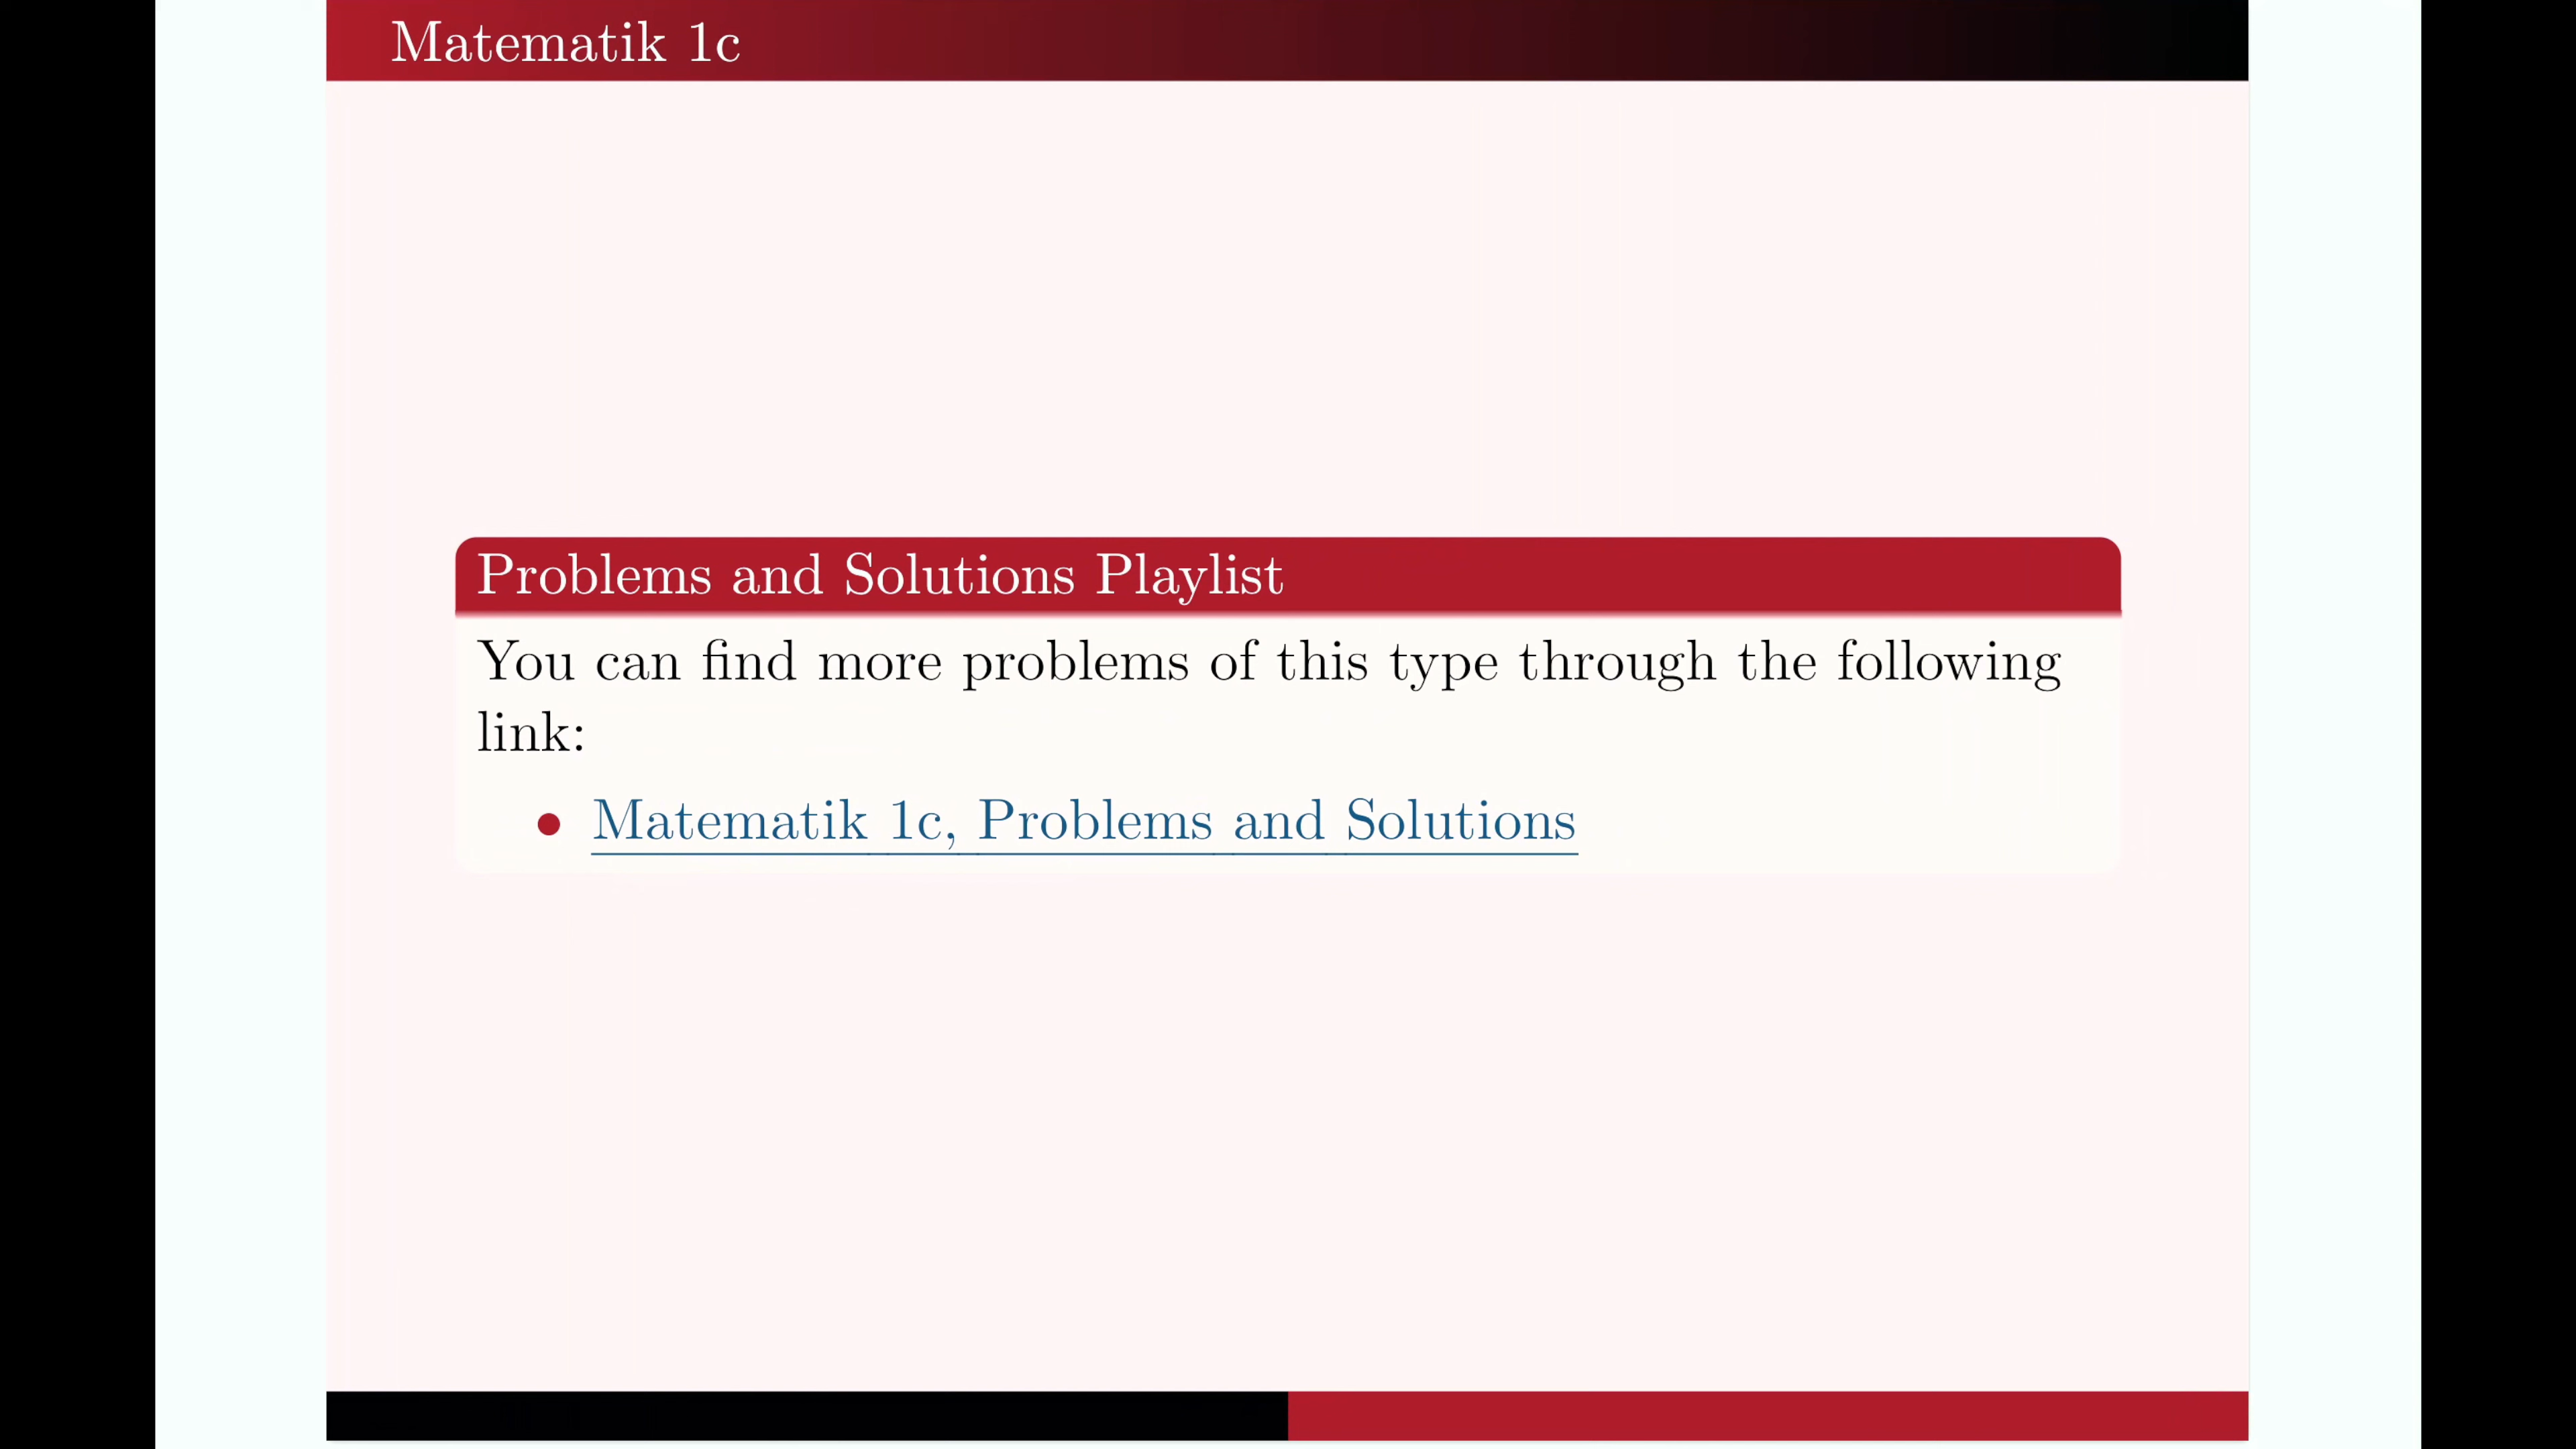 Matematik 1c
Problems and Solutions Playlist
You can find more problems of this type through the following
link:
Matematik 1c, Problems and Solutions